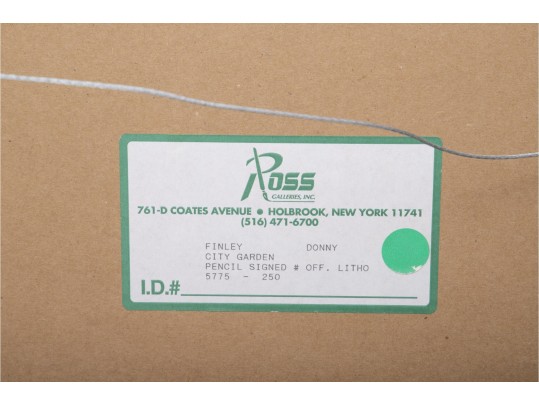 ROSS
GALLERIES, INC.
761-D COATES AVENUE ● HOLBROOK, NEW YORK 11741
(516) 471-6700
FINLEY DONNY
CITY GARDEN
PENCIL SIGNED # OFF. LITHO
5775 - 250
I.D.#